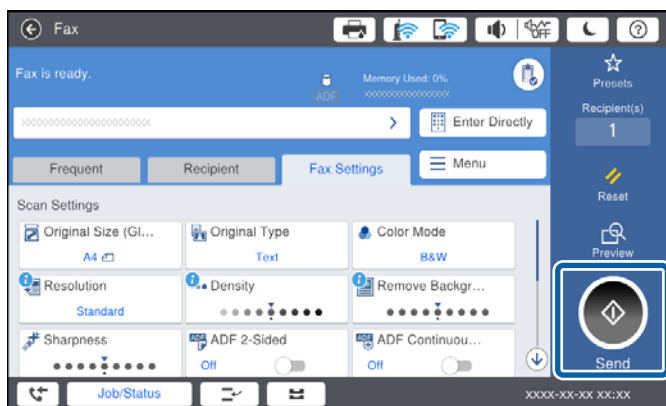 Fax
OFF
Fax is ready.
ADF
Memory Used: 0%
xxxxxxxxxxxxxxxxx
Presets
xxxxxxxxxxxxxxxxxxxxxxx
Enter Directly
Recipient(s)
1
Frequent
Recipient
Fax Settings
Menu
Reset
Scan Settings
Original Size (Gl...
A4
Original Type
Text
Color Mode
B&W
Preview
Resolution
Standard
Density
Remove Backgr...
Sharpness
ADF 2-Sided
Off
ADF Continuou...
Off
Send
Job/Status
xxxx-xx-xx xx:xx